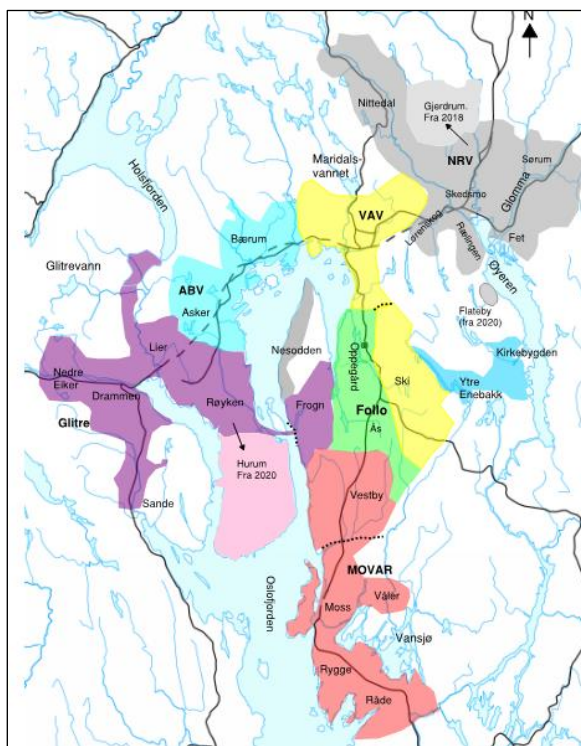 N
Nittedal
Gjerdrum.
Fra 2018
NRV
Sørum
Maridals-
vannet
Skedsmo
Glomma
Holsfjorden
VAV
Lørenskog
Rælingen
Fet
Bærum
Øyeren
Glitrevann
ABV
Asker
Flateby
(fra 2020)
Lier
Nesodden
Oppegård
Kirkebygden
Nedre
Eiker
Drammen
Røyken
Frogn
Ski
Ytre
Enebakk
Glitre
Follo
Ås
Hurum
Fra 2020
Vestby
Sande
Oslofjorden
MOVAR
Moss
Våler
Vansjø
Rygge
Råde